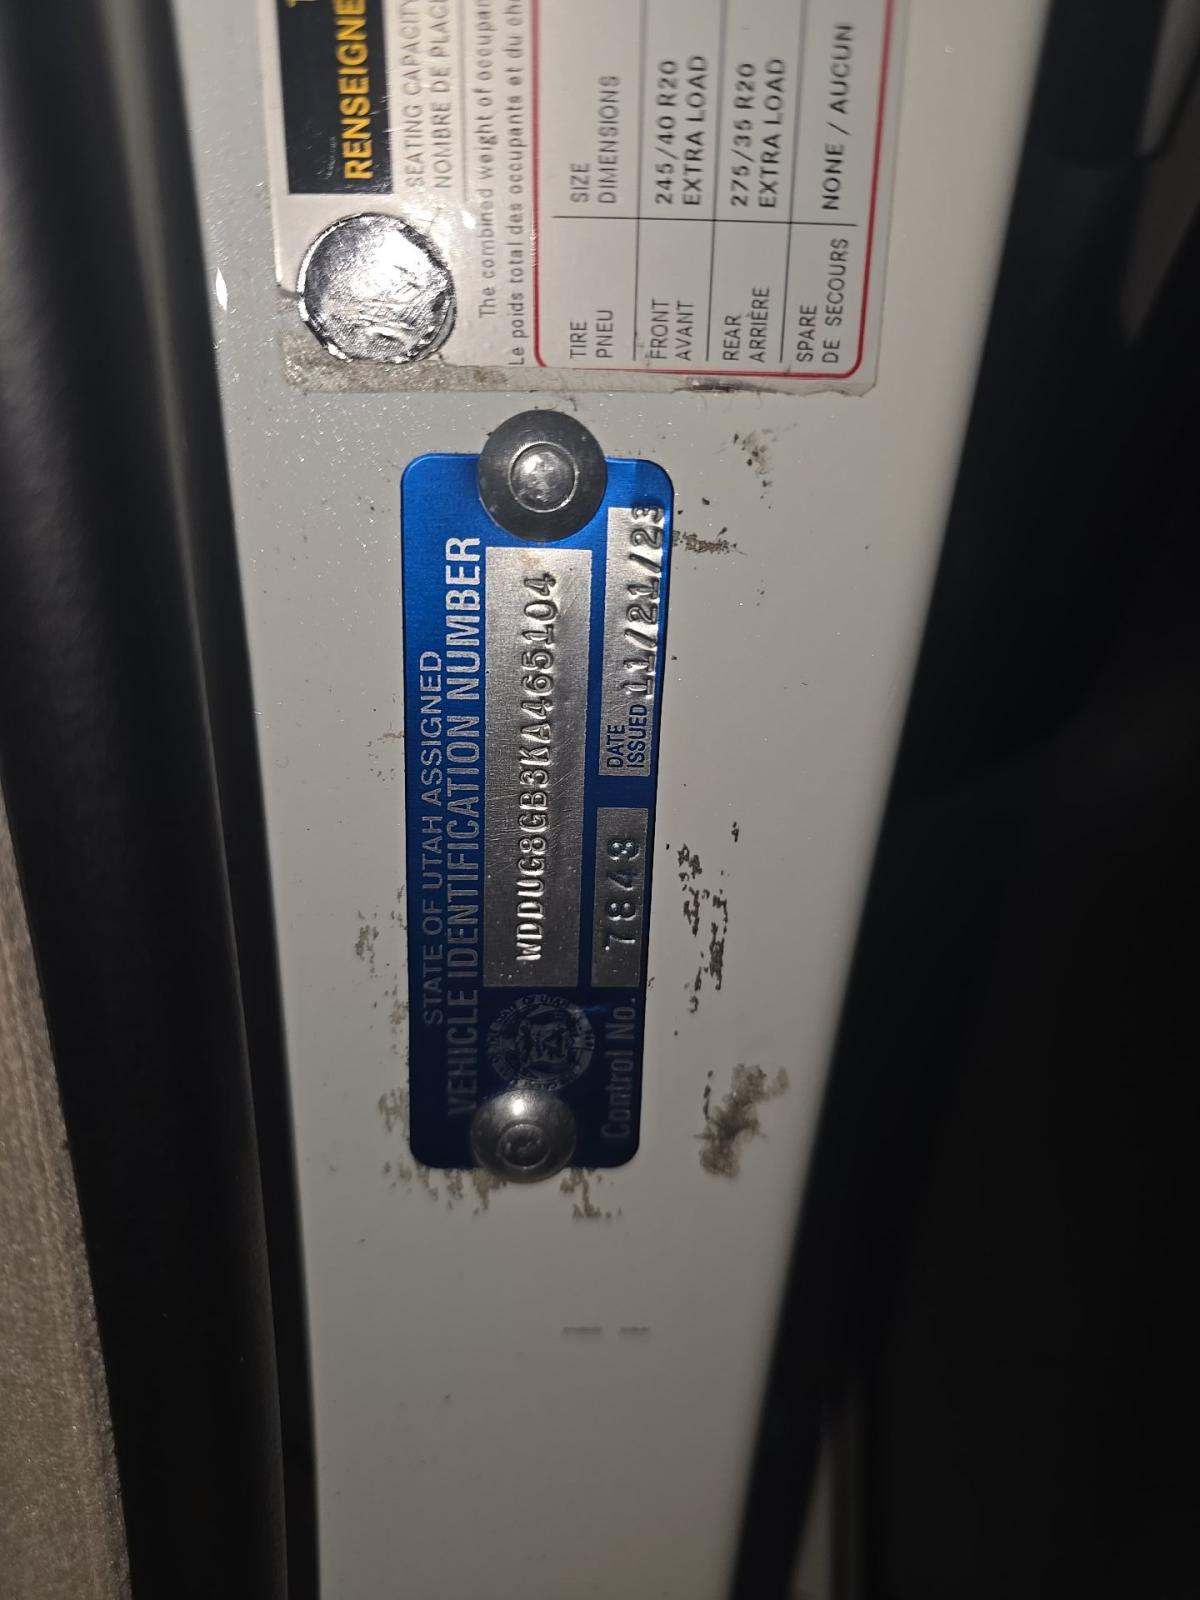 RENSEIGNE
SEATING CAPACITY
NOMBRE DE PLACE
The combined weight of occupan
Le poids total des occupants et du ch
TIRE SIZE
PNEU DIMENSIONS
FRONT 245/40 R20
AVANT EXTRA LOAD
REAR 275/35 R20
ARRIÈRE EXTRA LOAD
SPARE NONE / AUCUN
DE SECOURS
STATE OF UTAH ASSIGNED
VEHICLE IDENTIFICATION NUMBER
WDDUG8GB3KA465104
Control No. 7843 DATE ISSUED 11/21/23